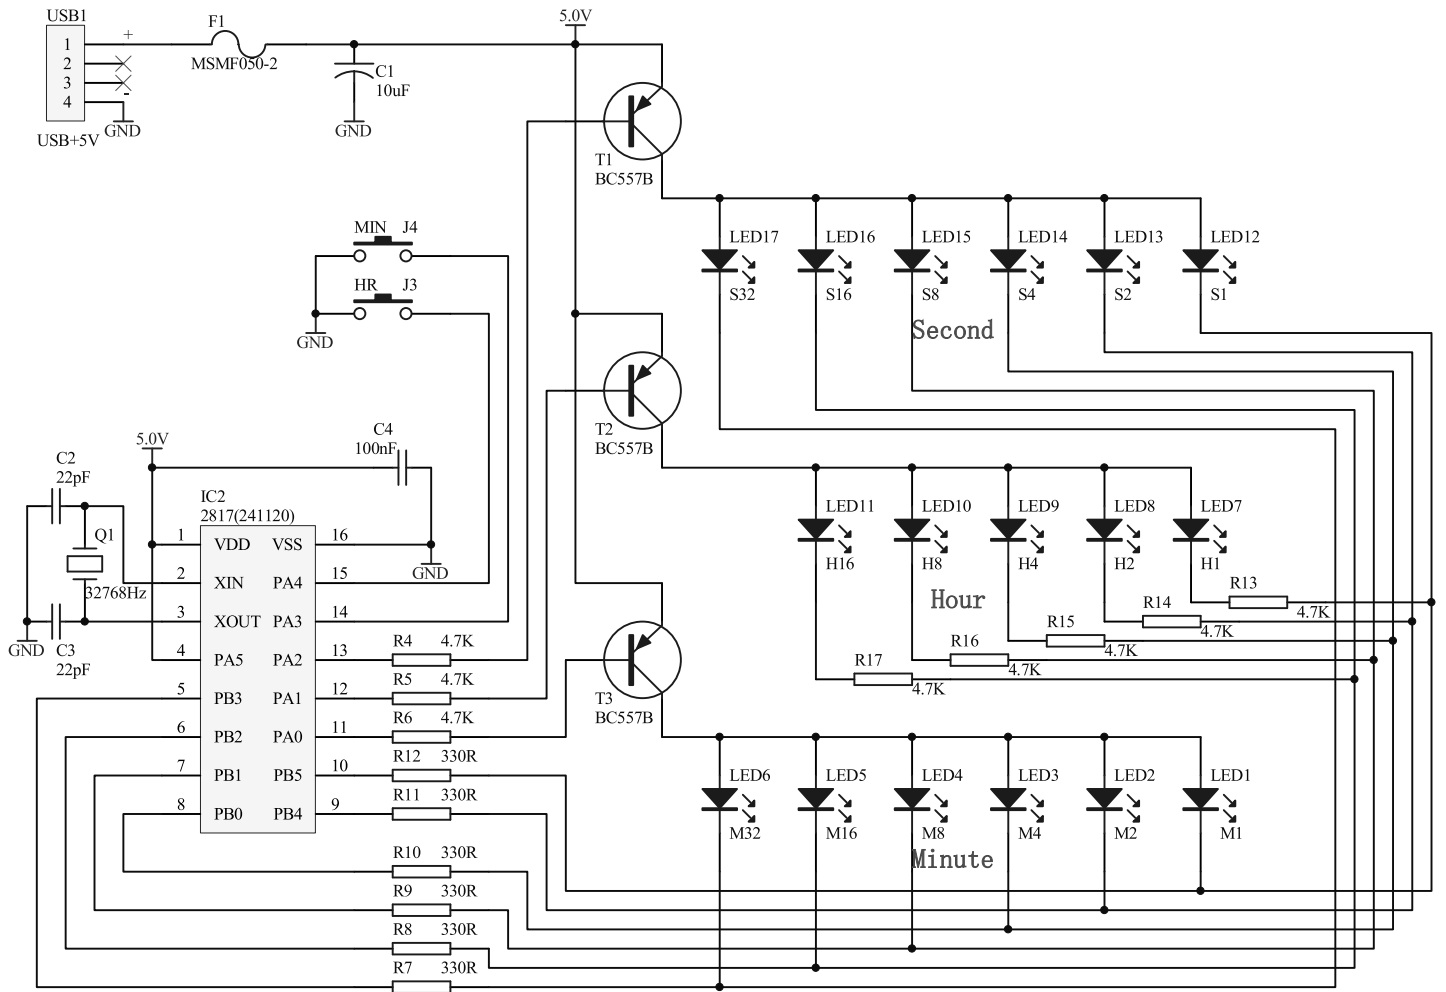 USB1
1
2
3
4
+
-
USB+5V
GND
F1
MSMF050-2
C1
10uF
GND
5.0V
T1
BC557B
LED17
S32
LED16
S16
LED15
S8
LED14
S4
LED13
S2
LED12
S1
Second
MIN J4
HR J3
GND
T2
BC557B
5.0V
C4
100nF
C2
22pF
Q1
32768Hz
GND
C3
22pF
IC2
2817(241120)
1 VDD VSS 16
2 XIN PA4 15
3 XOUT PA3 14
4 PA5 PA2 13
5 PB3 PA1 12
6 PB2 PA0 11
7 PB1 PB5 10
8 PB0 PB4 9
GND
LED11
H16
LED10
H8
LED9
H4
LED8
H2
LED7
H1
Hour
R13
4.7K
R14
4.7K
R15
4.7K
R16
4.7K
R17
4.7K
R4 4.7K
R5 4.7K
R6 4.7K
R12 330R
R11 330R
R10 330R
R9 330R
R8 330R
R7 330R
T3
BC557B
LED6
M32
LED5
M16
LED4
M8
LED3
M4
LED2
M2
LED1
M1
Minute